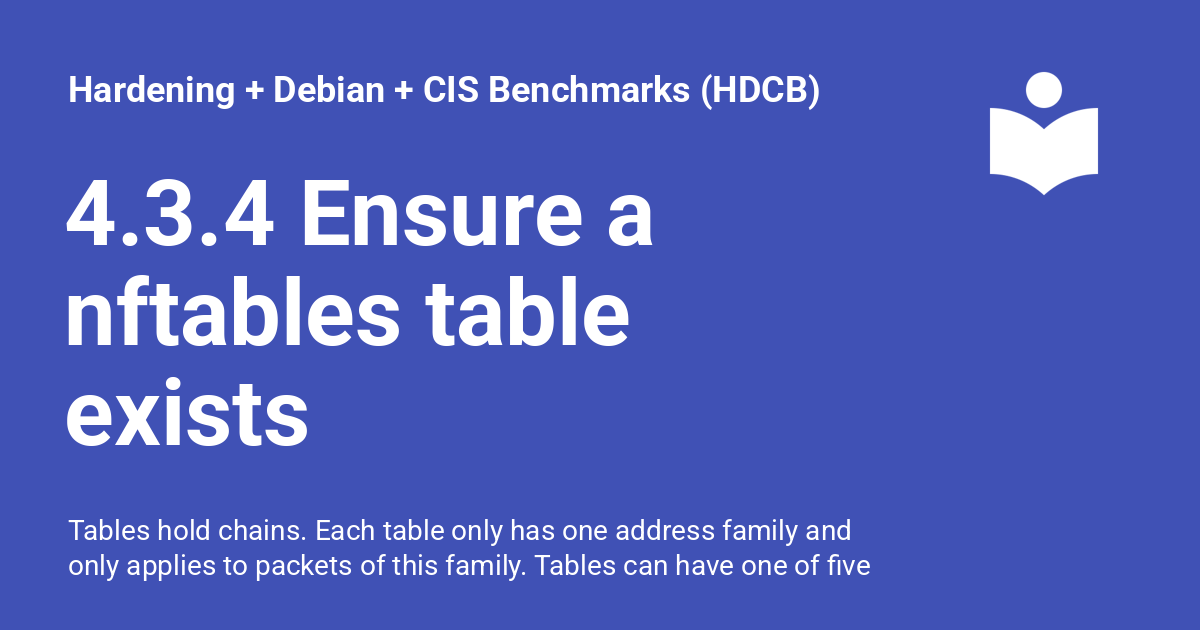 Hardening + Debian + CIS Benchmarks (HDCB)
4.3.4 Ensure a
nftables table
exists
Tables hold chains. Each table only has one address family and
only applies to packets of this family. Tables can have one of five